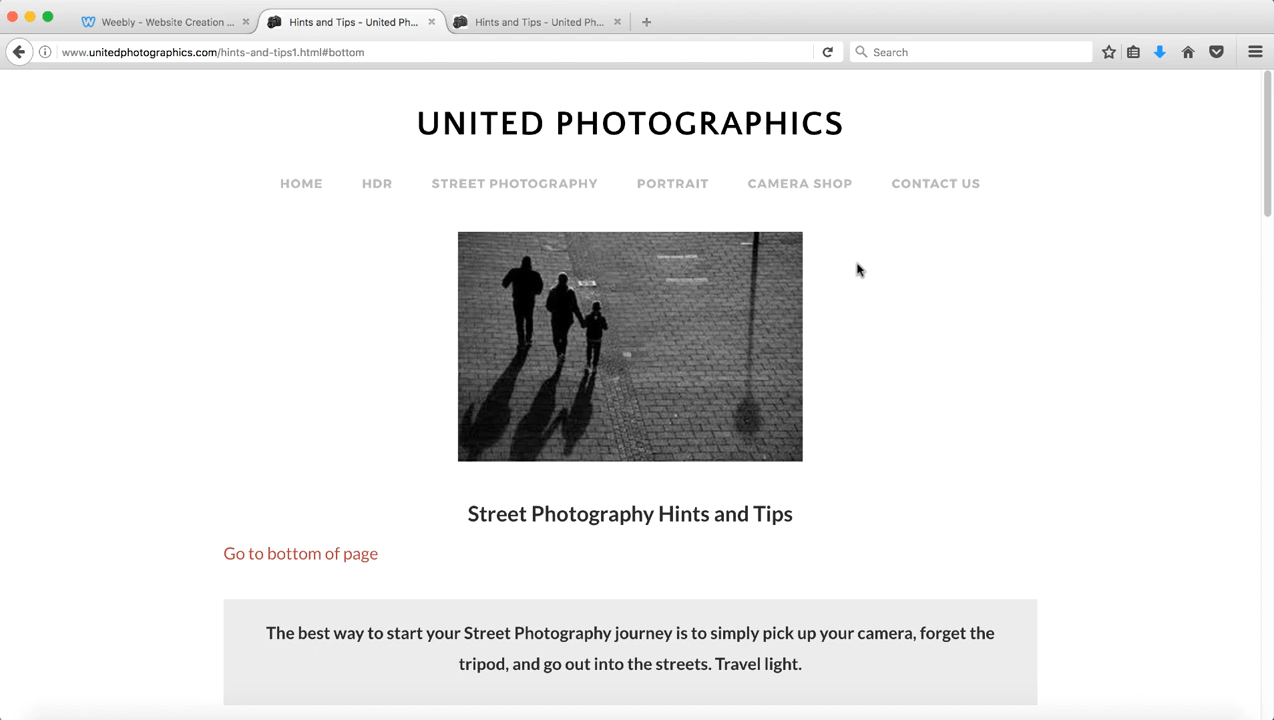 Weebly - Website Creation ...
Hints and Tips - United Ph...
Hints and Tips - United Ph...
www.unitedphotographics.com/hints-and-tips1.html#bottom
Search
UNITED PHOTOGRAPHICS
HOME HDR STREET PHOTOGRAPHY PORTRAIT CAMERA SHOP CONTACT US
Street Photography Hints and Tips
Go to bottom of page
The best way to start your Street Photography journey is to simply pick up your camera, forget the
tripod, and go out into the streets. Travel light.